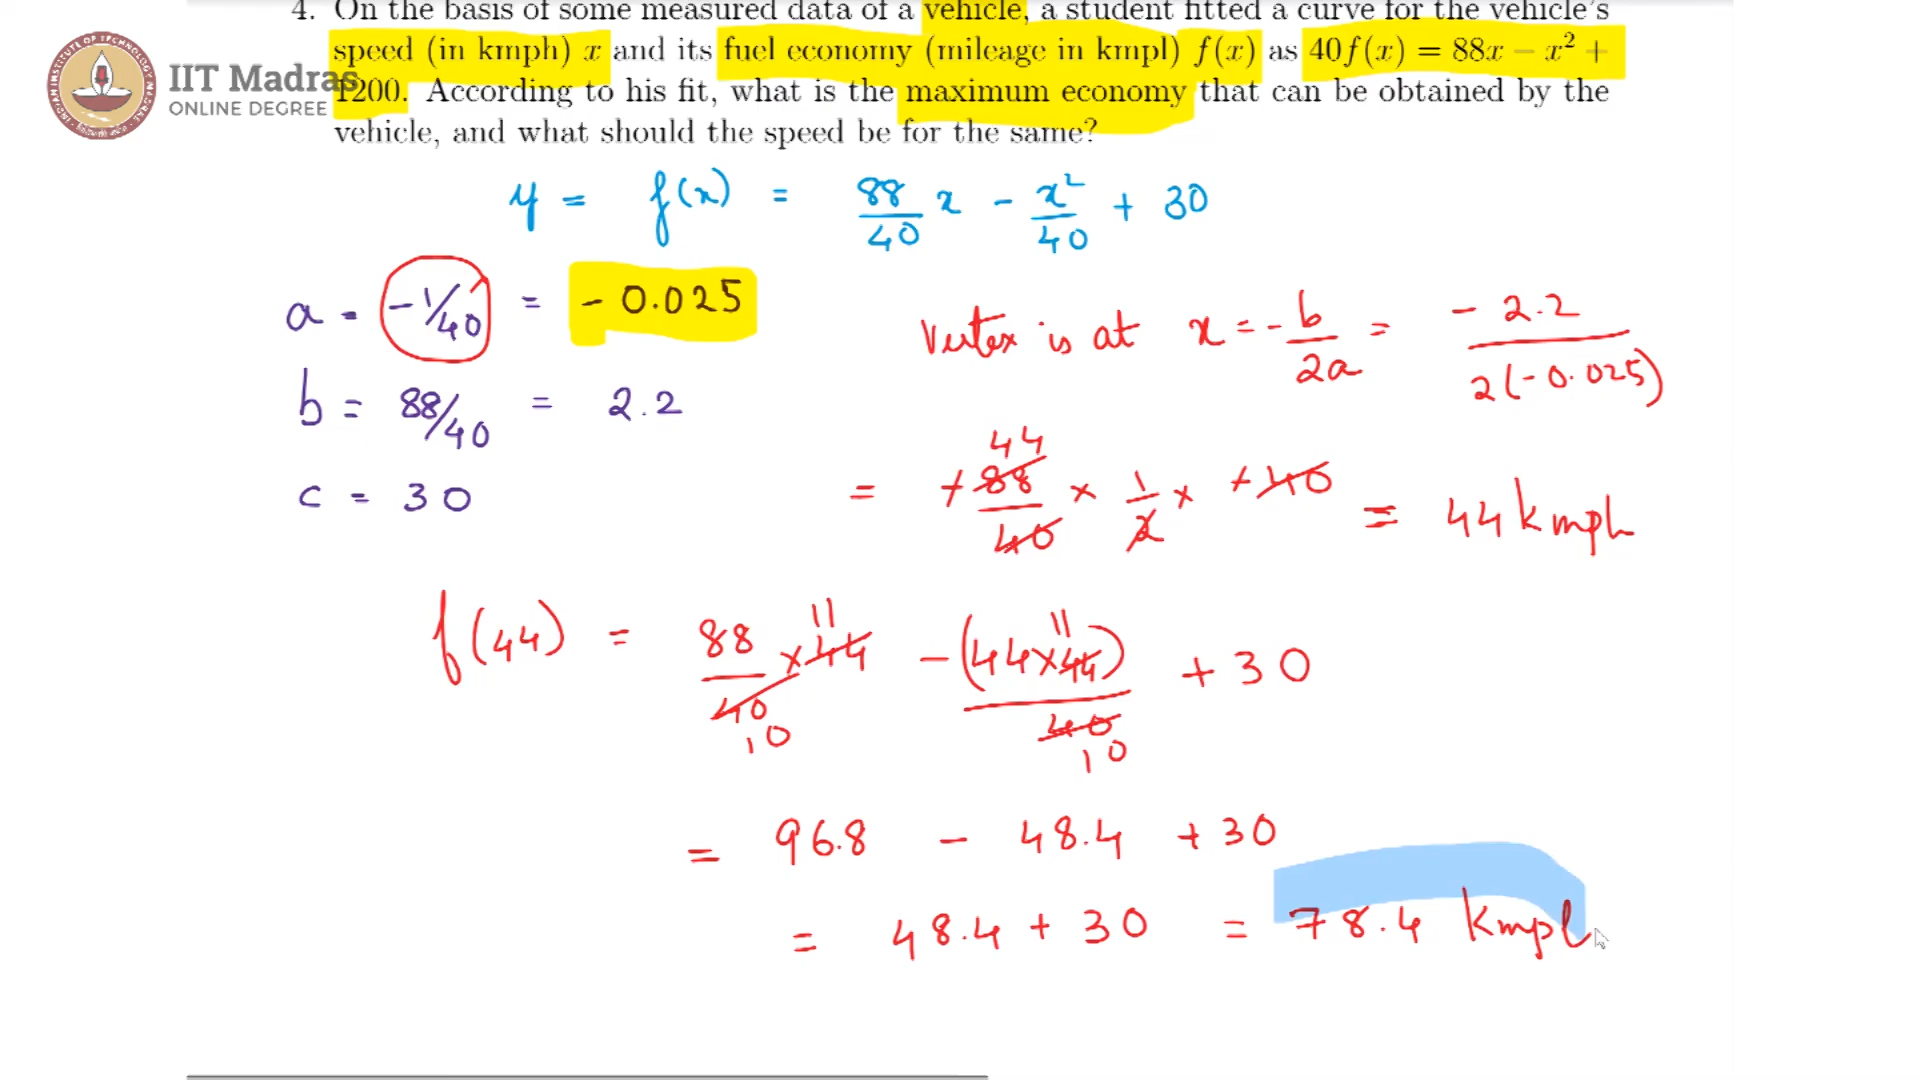 4. On the basis of some measured data of a vehicle, a student fitted a curve for the vehicle's
speed (in kmph) x and its fuel economy (mileage in kmpl) f(x) as 40f(x) = 88x − x² +
1200. According to his fit, what is the maximum economy that can be obtained by the
vehicle, and what should the speed be for the same?
IIT Madras
ONLINE DEGREE
y = f(x) = 88/40 x - x²/40 + 30
a = -1/40 = -0.025
Vertex is at x = -b/2a = -2.2/2(-0.025)
b = 88/40 = 2.2
44
= +88/40 × 1/2 × +40 = 44 kmph
c = 30
11 11
f(44) = 88/40 × 44 - (44×44)/40 + 30
10 10
= 96.8 - 48.4 + 30
= 48.4 + 30 = 78.4 kmpl